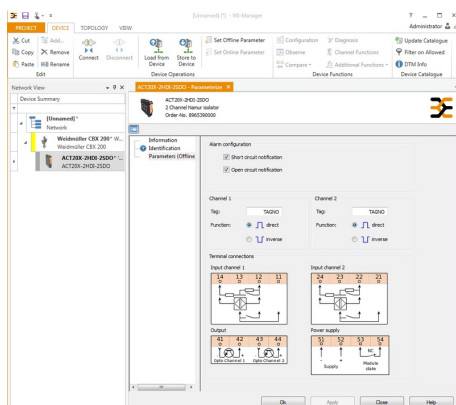 [Unnamed] (*) - WI-Manager
Administrator
PROJECT DEVICE TOPOLOGY VIEW
Cut Add... Set Offline Parameter Configuration Diagnosis Update Catalogue
Copy Remove Connect Disconnect Load from Device Store to Device Set Online Parameter Observe Channel Functions Filter on Allowed
Paste Rename Compare Additional Functions DTM Info
Edit Device Operations Device Functions Device Catalogue
Network View
Device Summary
[Unnamed]*
Network
Weidmüller CBX 200* W...
Weidmüller CBX 200
ACT20X-2HDI-2SDO* '...
ACT20X-2HDI-2SDO
ACT20X-2HDI-2SDO - Parameterize
ACT20X-2HDI-2SDO
2 Channel Namur isolator
Order-No. 8965390000
Information
Identification
Parameters (Offline
Alarm configuration
Short circuit notification
Open circuit notification
Channel 1
Tag: TAGNO
Function: direct
inverse
Channel 2
Tag: TAGNO
Function: direct
inverse
Terminal connections
Input channel 1
14 13 12 11
Input channel 2
24 23 22 21
Output
41 42 43 44
Opto Channel 1 Opto Channel 2
Power supply
51 52 53 54
- +
NC
Supply
Module state
Ok Apply Close Help